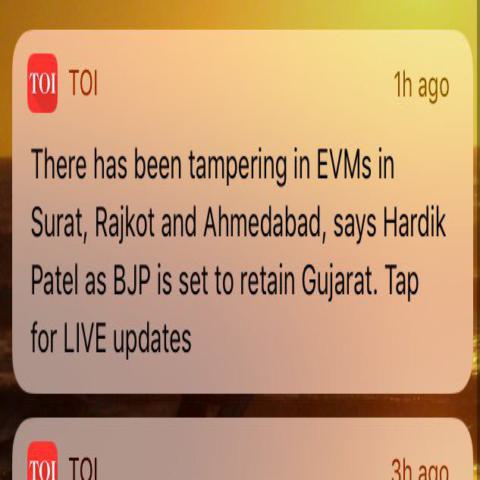 TOI TOI 1h ago
There has been tampering in EVMs in
Surat, Rajkot and Ahmedabad, says Hardik
Patel as BJP is set to retain Gujarat. Tap
for LIVE updates
TOI TOI 3h ago